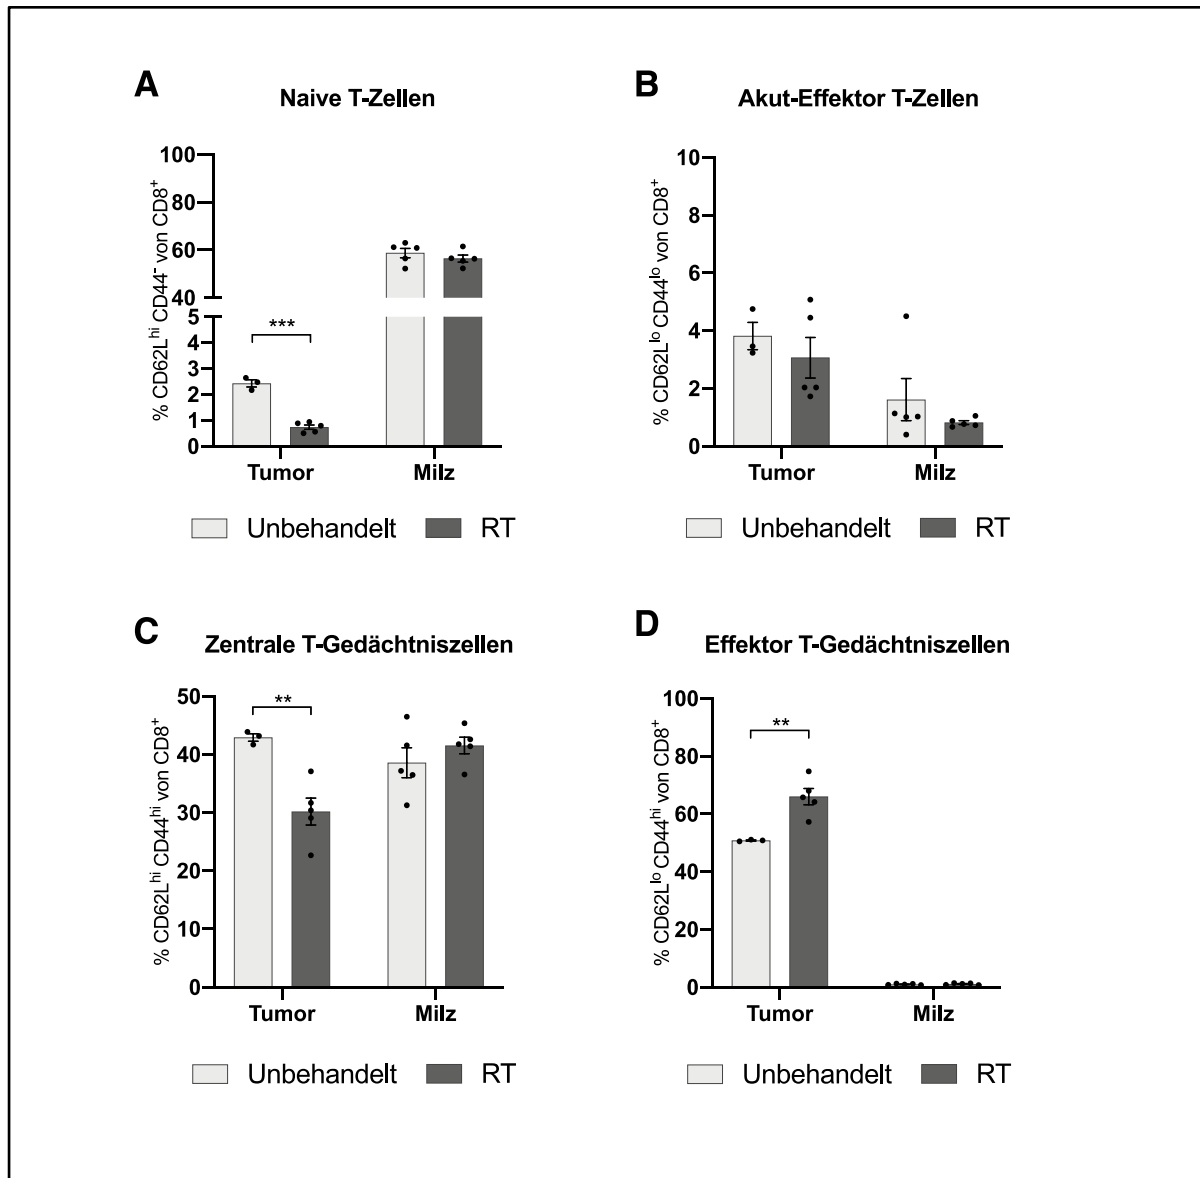 A
Naive T-Zellen
% CD62L^hi CD44^- von CD8^+
100
80
60
40
5
4
3
2
1
0
***
Tumor Milz
Unbehandelt RT
B
Akut-Effektor T-Zellen
% CD62L^lo CD44^lo von CD8^+
10
8
6
4
2
0
Tumor Milz
Unbehandelt RT
C
Zentrale T-Gedächtniszellen
% CD62L^hi CD44^hi von CD8^+
50
40
30
20
10
0
**
Tumor Milz
Unbehandelt RT
D
Effektor T-Gedächtniszellen
% CD62L^lo CD44^hi von CD8^+
100
80
60
40
20
0
**
Tumor Milz
Unbehandelt RT